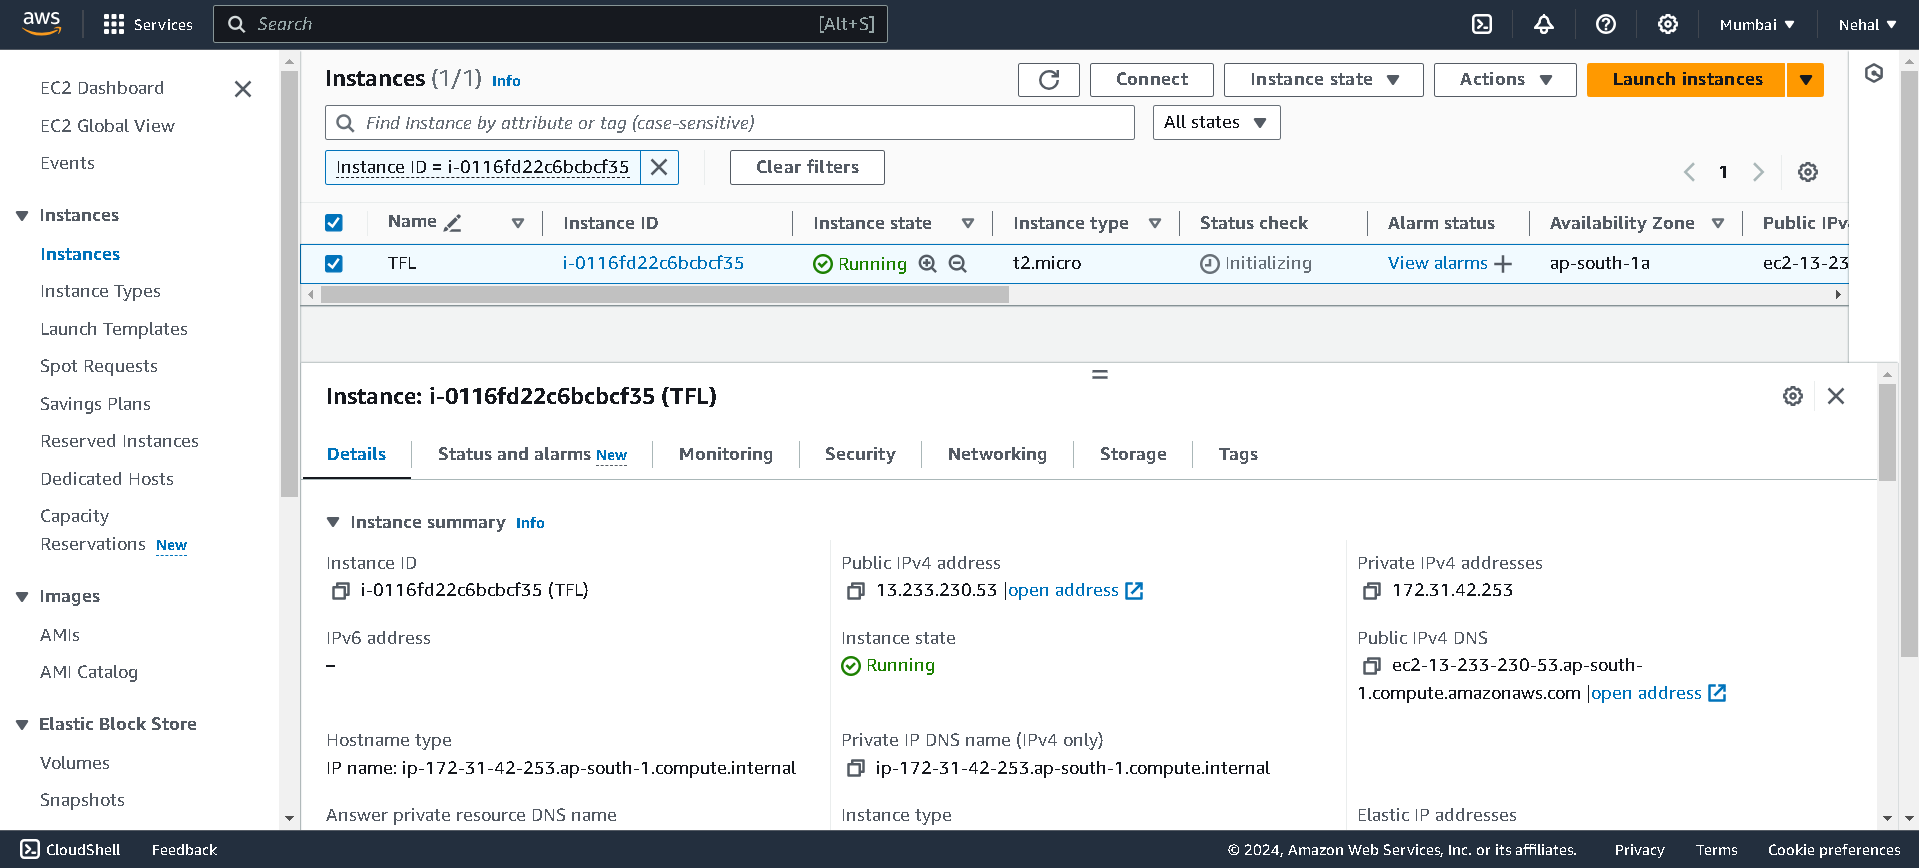 aws Services Search [Alt+S] Mumbai Nehal
EC2 Dashboard
EC2 Global View
Events
Instances
Instances
Instance Types
Launch Templates
Spot Requests
Savings Plans
Reserved Instances
Dedicated Hosts
Capacity
Reservations New
Images
AMIs
AMI Catalog
Elastic Block Store
Volumes
Snapshots
Instances (1/1) Info Connect Instance state Actions Launch instances
Find Instance by attribute or tag (case-sensitive) All states
Instance ID = i-0116fd22c6bcbcf35 Clear filters
1
Name Instance ID Instance state Instance type Status check Alarm status Availability Zone Public IPv
TFL i-0116fd22c6bcbcf35 Running t2.micro Initializing View alarms ap-south-1a ec2-13-23
Instance: i-0116fd22c6bcbcf35 (TFL)
Details Status and alarms New Monitoring Security Networking Storage Tags
Instance summary Info
Instance ID
i-0116fd22c6bcbcf35 (TFL)
Public IPv4 address
13.233.230.53 |open address
Private IPv4 addresses
172.31.42.253
IPv6 address
–
Instance state
Running
Public IPv4 DNS
ec2-13-233-230-53.ap-south-
1.compute.amazonaws.com |open address
Hostname type
IP name: ip-172-31-42-253.ap-south-1.compute.internal
Private IP DNS name (IPv4 only)
ip-172-31-42-253.ap-south-1.compute.internal
Answer private resource DNS name
Instance type
Elastic IP addresses
CloudShell Feedback © 2024, Amazon Web Services, Inc. or its affiliates. Privacy Terms Cookie preferences